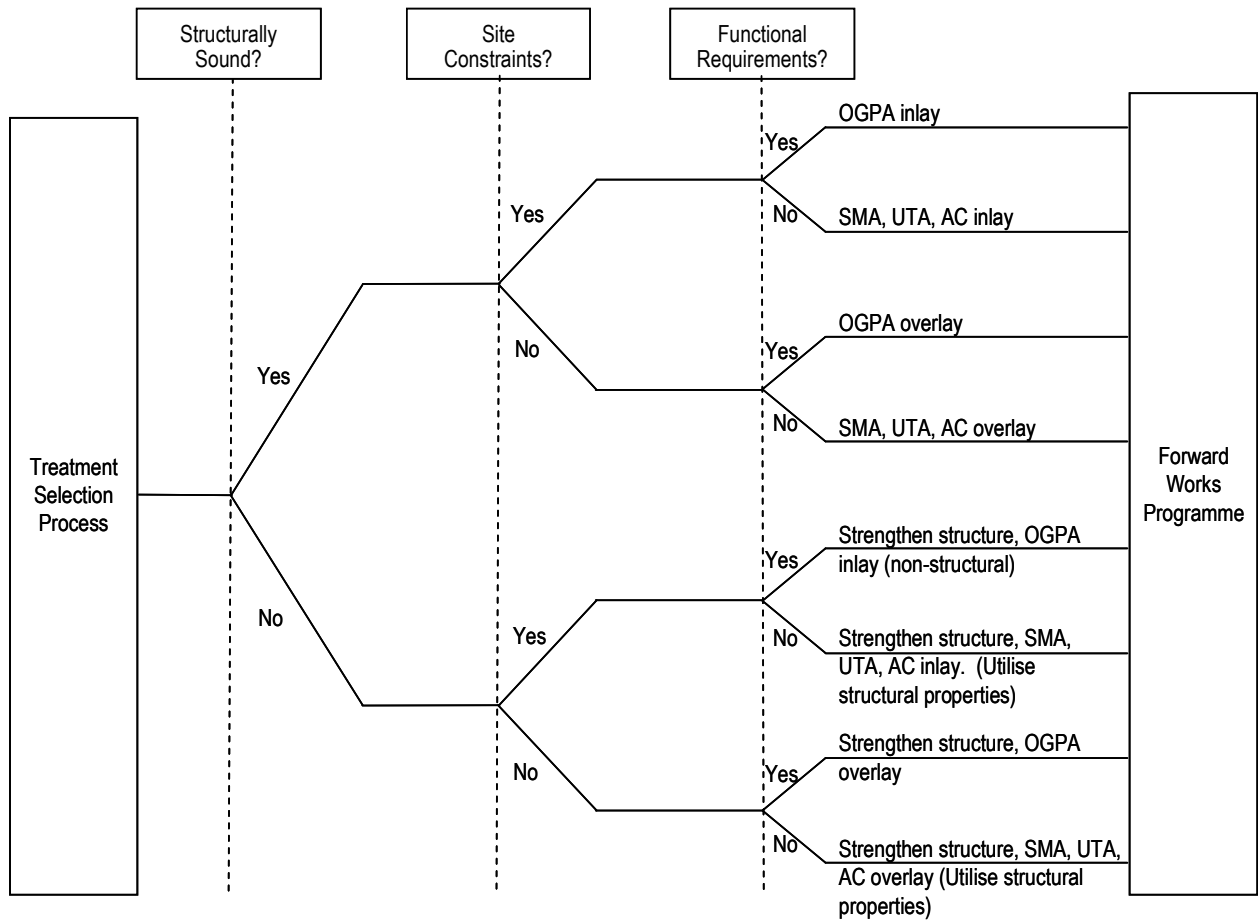 Structurally
Sound?
Site
Constraints?
Functional
Requirements?
OGPA inlay
Yes
No
SMA, UTA, AC inlay
Yes
No
OGPA overlay
Yes
No
SMA, UTA, AC overlay
Yes
Treatment
Selection
Process
Forward
Works
Programme
No
Strengthen structure, OGPA
Yes
inlay (non-structural)
Yes
No
Strengthen structure, SMA,
UTA, AC inlay.  (Utilise
structural properties)
No
Strengthen structure, OGPA
Yes
overlay
No
Strengthen structure, SMA, UTA,
AC overlay (Utilise structural
properties)